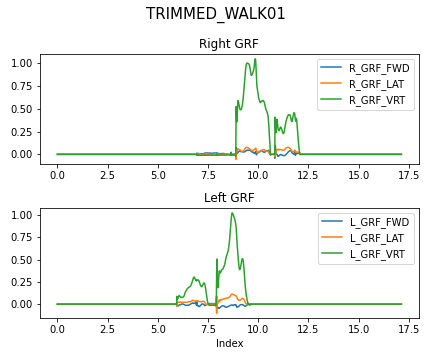 TRIMMED_WALK01
Right GRF
1.00
0.75
0.50
0.25
0.00
R_GRF_FWD
R_GRF_LAT
R_GRF_VRT
0.0 2.5 5.0 7.5 10.0 12.5 15.0 17.5
Left GRF
1.00
0.75
0.50
0.25
0.00
L_GRF_FWD
L_GRF_LAT
L_GRF_VRT
0.0 2.5 5.0 7.5 10.0 12.5 15.0 17.5
Index